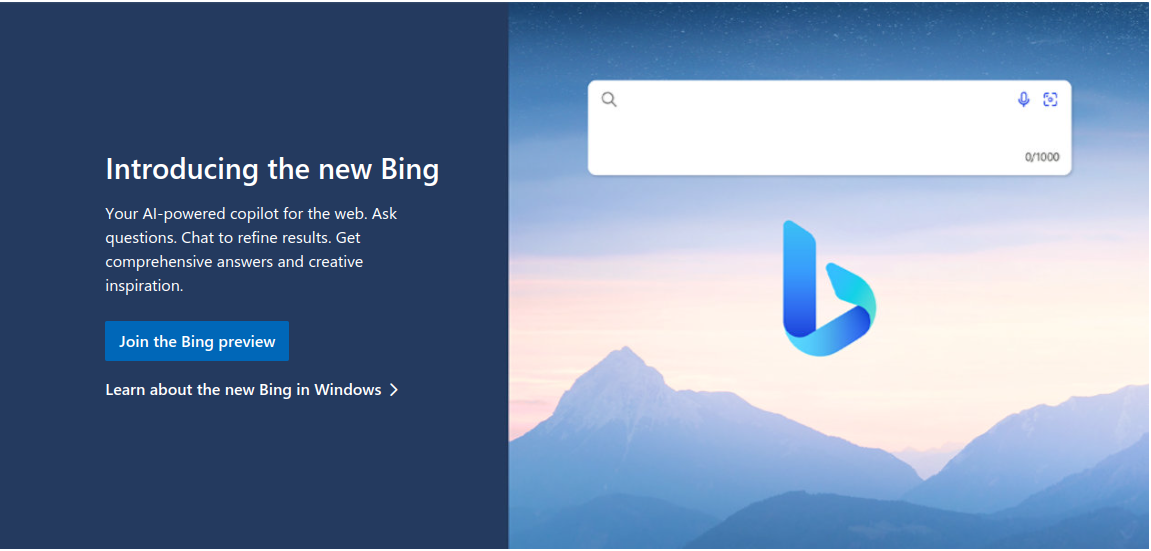 Introducing the new Bing
Your AI-powered copilot for the web. Ask
questions. Chat to refine results. Get
comprehensive answers and creative
inspiration.
Join the Bing preview
Learn about the new Bing in Windows
0/1000